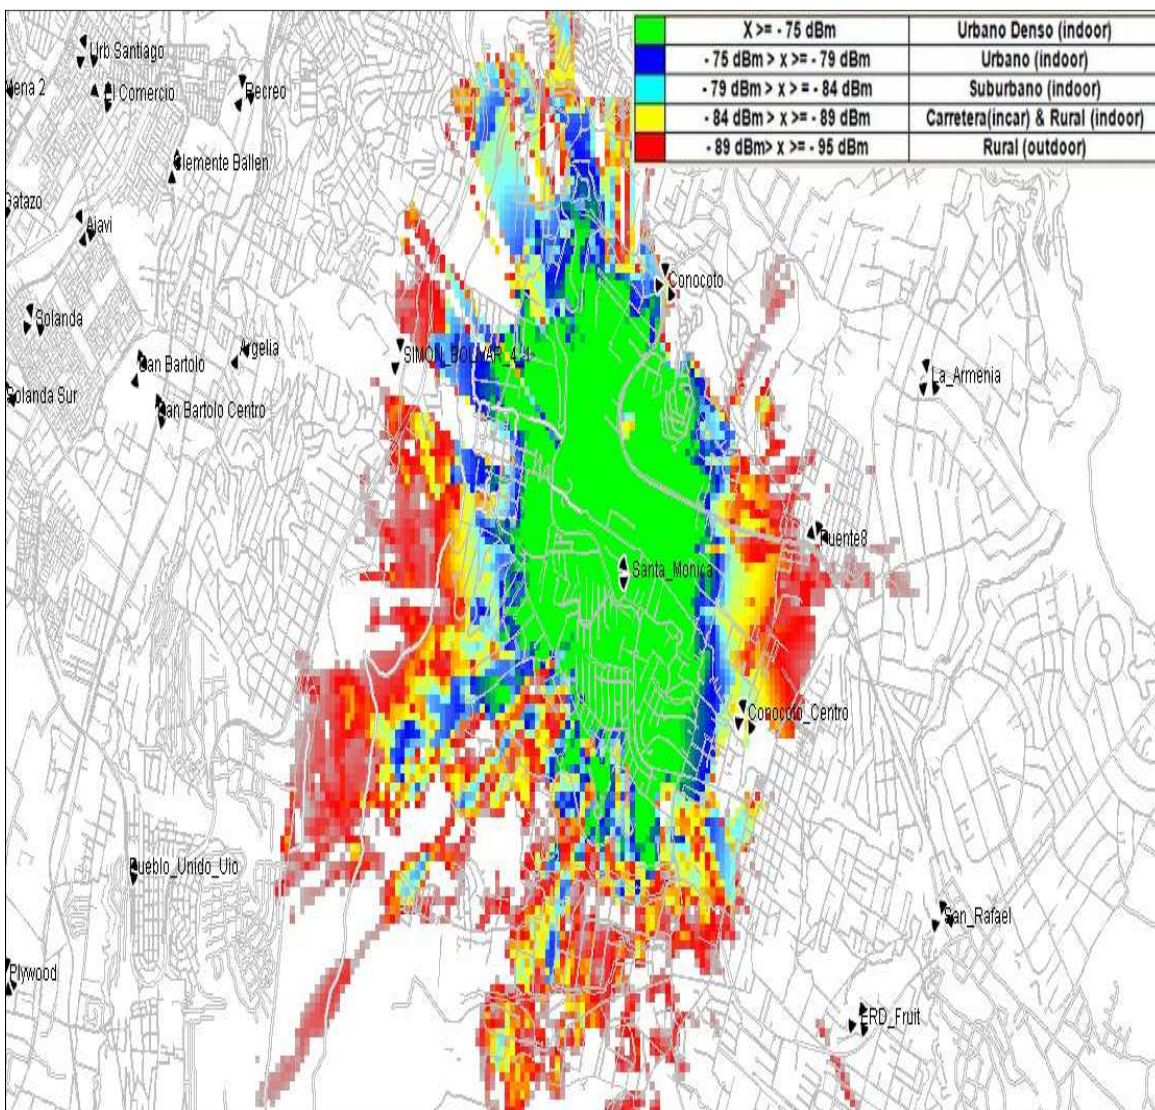 X >= - 75 dBm Urbano Denso (indoor)
- 75 dBm > x >= - 79 dBm Urbano (indoor)
- 79 dBm > x >= - 84 dBm Suburbano (indoor)
- 84 dBm > x >= - 89 dBm Carretera(incar) & Rural (indoor)
- 89 dBm> x >= - 95 dBm Rural (outdoor)
Urb Santiago
El Comercio
Recreo
Clemente Ballen
Gatazo
Ajavi
Conocoto
Solanda
San Bartolo
Argelia
La_Armenia
Solanda Sur
San Bartolo Centro
Puente8
Santa_Monica
Conocoto_Centro
Pueblo_Unido_Uio
San_Rafael
Plywood
ERD_Fruit